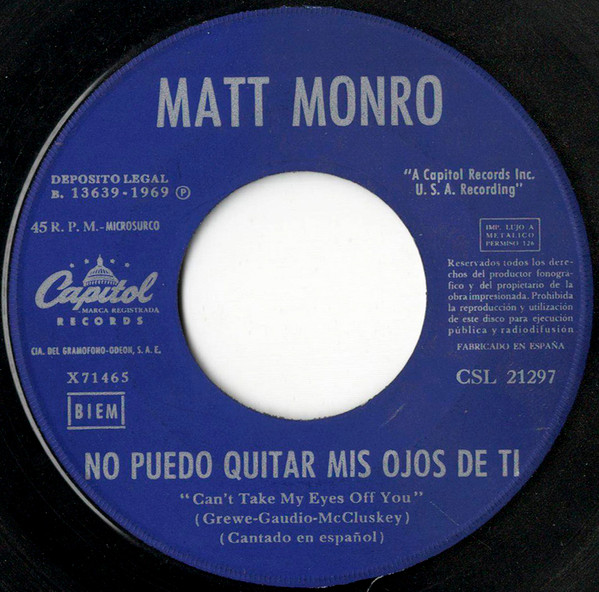 MATT MONRO
DEPOSITO LEGAL
B. 13639-1969 Ⓟ
"A Capitol Records Inc.
U. S. A. Recording"
45 R. P. M.-MICROSURCO
IMP. LUJO A
METALICO
PERMISO 126
Capitol
MARCA REGISTRADA
RECORDS
CIA. DEL GRAMOFONO-ODEON, S. A. E.
Reservados todos los dere-
chos del productor fonográ-
fico y del propietario de la
obra impresionada. Prohibida
la reproducción y utilización
de este disco para ejecución
pública y radiodifusión
FABRICADO EN ESPAÑA
X71465
CSL 21297
BIEM
NO PUEDO QUITAR MIS OJOS DE TI
"Can't Take My Eyes Off You"
(Grewe-Gaudio-McCluskey)
(Cantado en español)